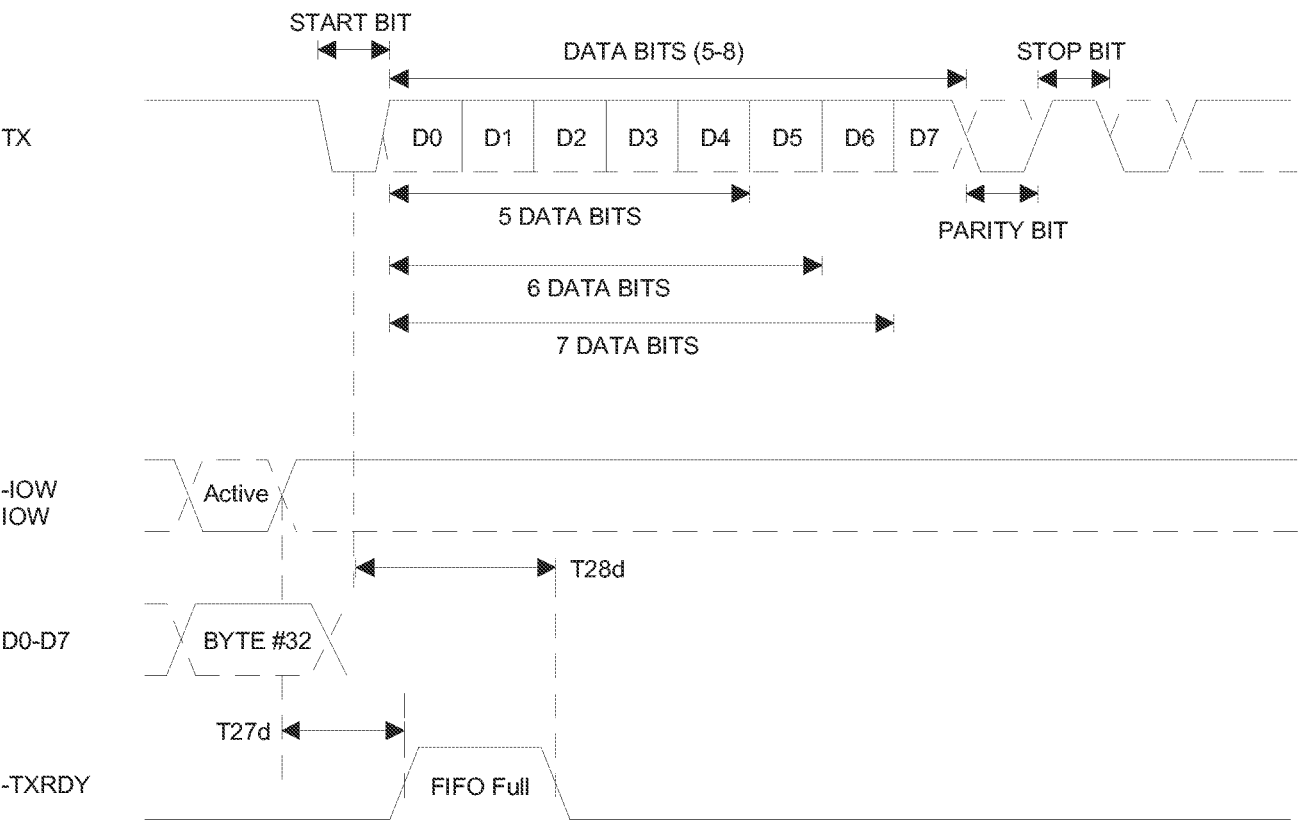 START BIT
DATA BITS (5-8)
STOP BIT
TX
D0 D1 D2 D3 D4 D5 D6 D7
5 DATA BITS
PARITY BIT
6 DATA BITS
7 DATA BITS
-IOW
IOW
Active
T28d
D0-D7
BYTE #32
T27d
-TXRDY
FIFO Full